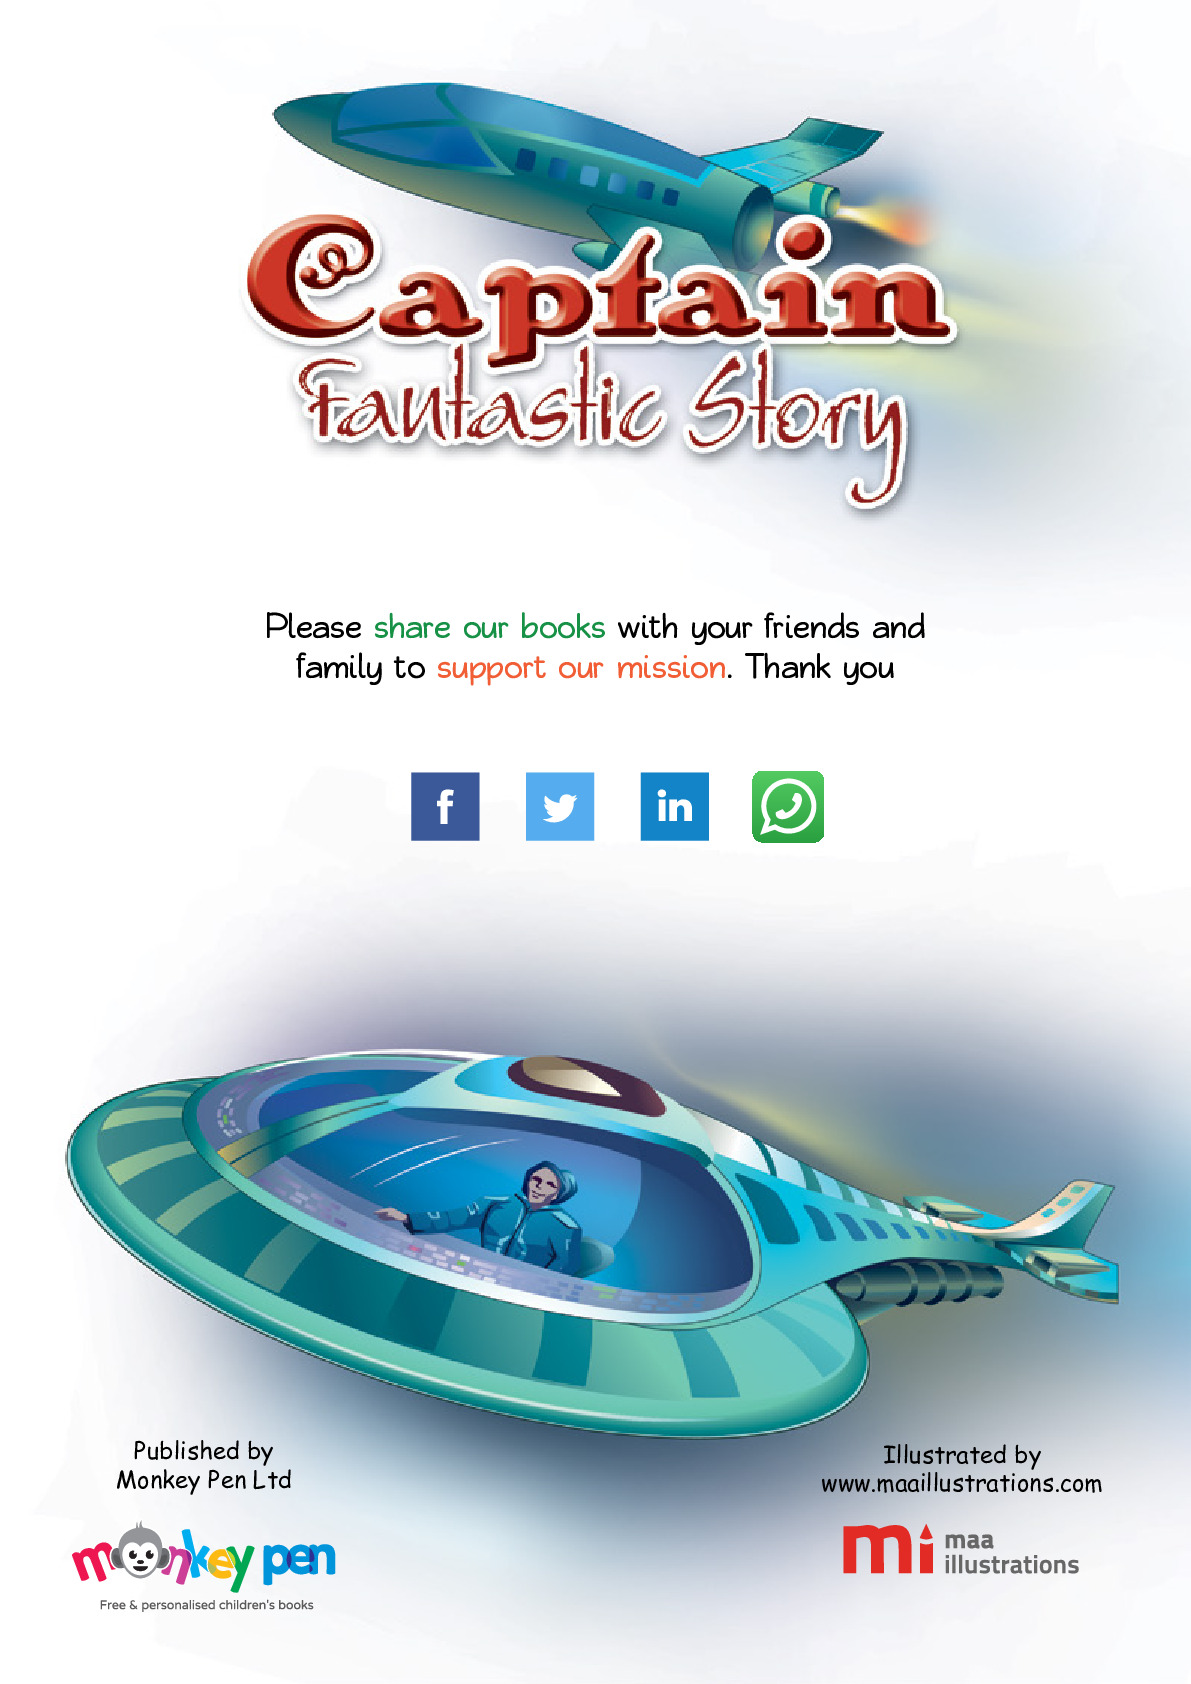 Captain
Fantastic Story
Please share our books with your friends and
family to support our mission. Thank you
f
in
Published by
Monkey Pen Ltd
monkey pen
Free & personalised children's books
Illustrated by
www.maaillustrations.com
mi maa
illustrations